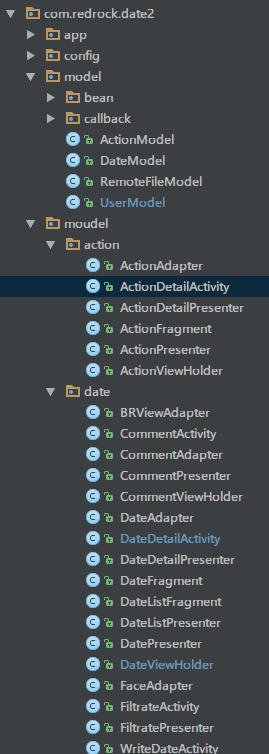 com.redrock.date2
app
config
model
bean
callback
ActionModel
DateModel
RemoteFileModel
UserModel
moudel
action
ActionAdapter
ActionDetailActivity
ActionDetailPresenter
ActionFragment
ActionPresenter
ActionViewHolder
date
BRViewAdapter
CommentActivity
CommentAdapter
CommentPresenter
CommentViewHolder
DateAdapter
DateDetailActivity
DateDetailPresenter
DateFragment
DateListFragment
DateListPresenter
DatePresenter
DateViewHolder
FaceAdapter
FiltrateActivity
FiltratePresenter
WriteDateActivity